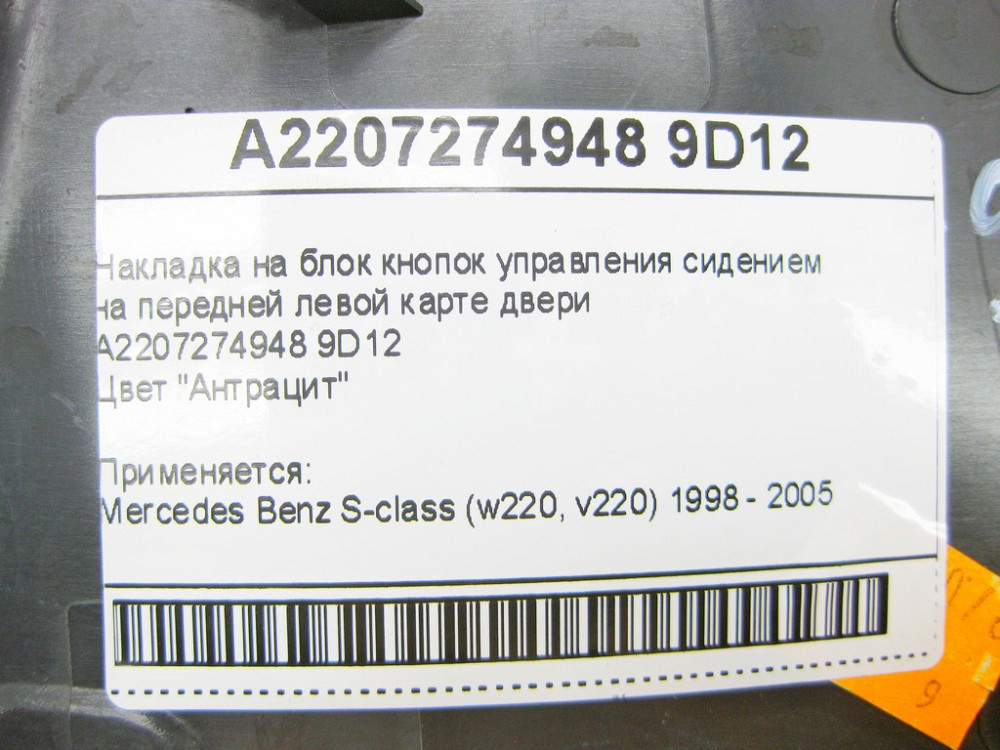 A2207274948 9D12
Накладка на блок кнопок управления сидением
на передней левой карте двери
A2207274948 9D12
Цвет "Антрацит"
Применяется:
Mercedes Benz S-class (w220, v220) 1998 - 2005